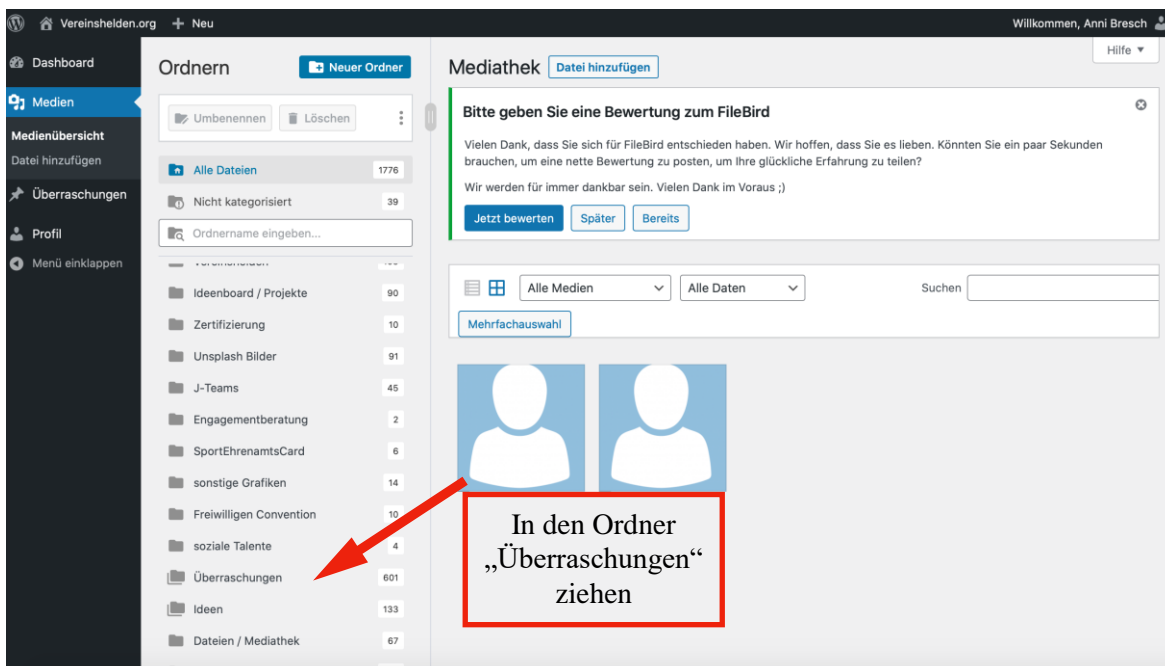 Vereinshelden.org + Neu
Willkommen, Anni Bresch
Hilfe
Dashboard
Medien
Medienübersicht
Datei hinzufügen
Überraschungen
Profil
Menü einklappen
Ordnern
Neuer Ordner
Umbenennen
Löschen
Alle Dateien 1776
Nicht kategorisiert 39
Ordnername eingeben...
Ideenboard / Projekte 90
Zertifizierung 10
Unsplash Bilder 91
J-Teams 45
Engagementberatung 2
SportEhrenamtsCard 6
sonstige Grafiken 14
Freiwilligen Convention 10
soziale Talente 4
Überraschungen 601
Ideen 133
Dateien / Mediathek 67
Mediathek Datei hinzufügen
Bitte geben Sie eine Bewertung zum FileBird
Vielen Dank, dass Sie sich für FileBird entschieden haben. Wir hoffen, dass Sie es lieben. Könnten Sie ein paar Sekunden
brauchen, um eine nette Bewertung zu posten, um Ihre glückliche Erfahrung zu teilen?
Wir werden für immer dankbar sein. Vielen Dank im Voraus ;)
Jetzt bewerten Später Bereits
Alle Medien Alle Daten Suchen
Mehrfachauswahl
In den Ordner
„Überraschungen“
ziehen